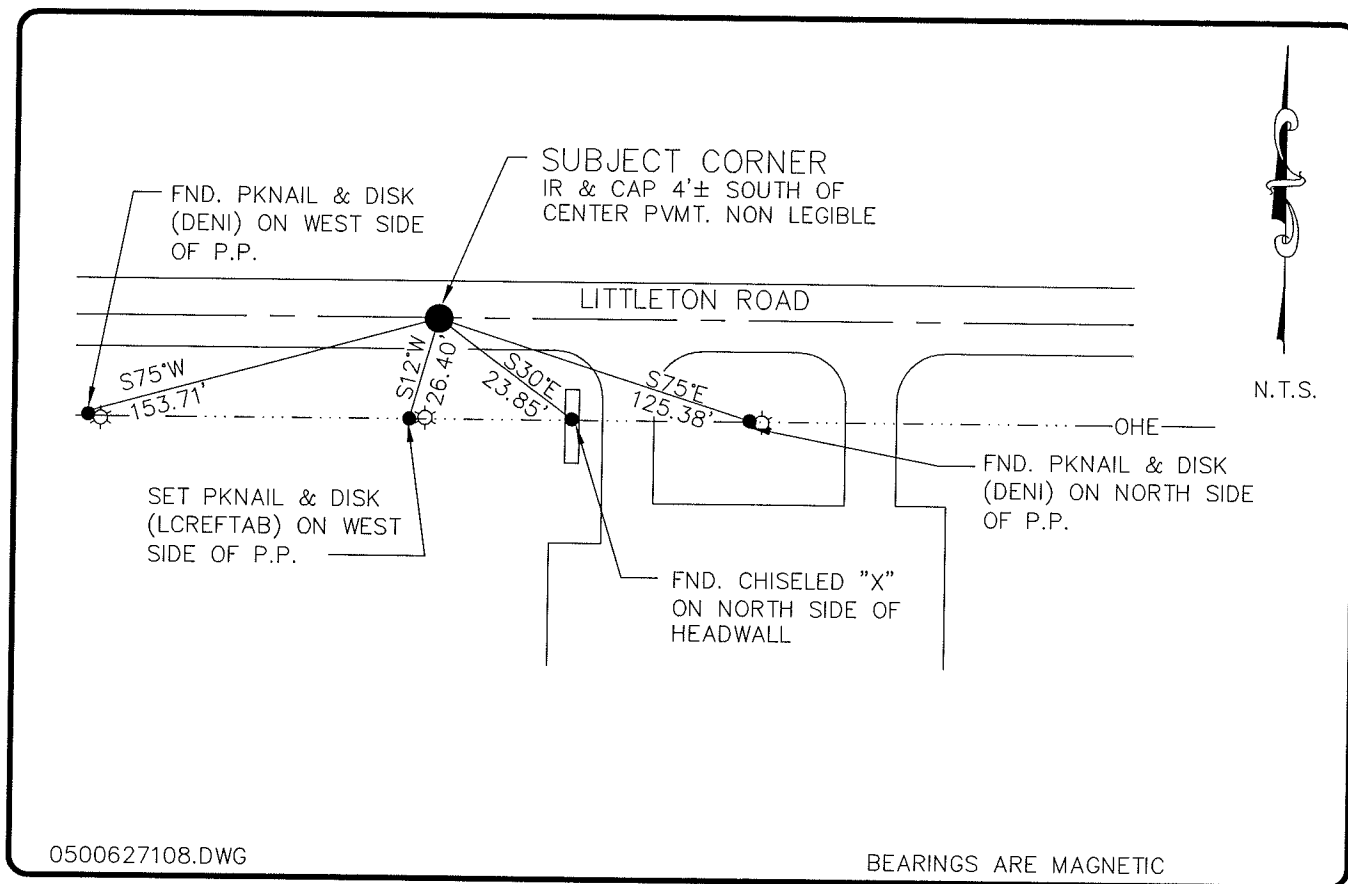 SUBJECT CORNER
IR & CAP 4'± SOUTH OF
CENTER PVMT. NON LEGIBLE
FND. PKNAIL & DISK
(DENI) ON WEST SIDE
OF P.P.
LITTLETON ROAD
N.T.S.
S75°W
153.71'
S12°W
26.40'
S30°E
23.85'
S75°E
125.38'
OHE
SET PKNAIL & DISK
(LCREFTAB) ON WEST
SIDE OF P.P.
FND. PKNAIL & DISK
(DENI) ON NORTH SIDE
OF P.P.
FND. CHISELED "X"
ON NORTH SIDE OF
HEADWALL
0500627108.DWG
BEARINGS ARE MAGNETIC